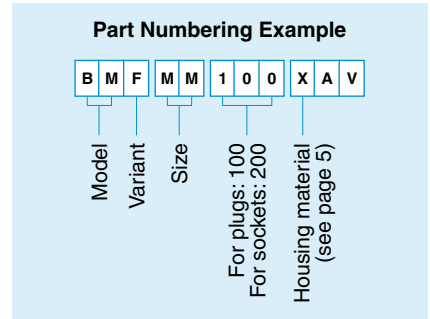 Part Numbering Example
B M F M M 1 0 0 X A V
Model
Variant
Size
For plugs: 100
For sockets: 200
Housing material
(see page 5)